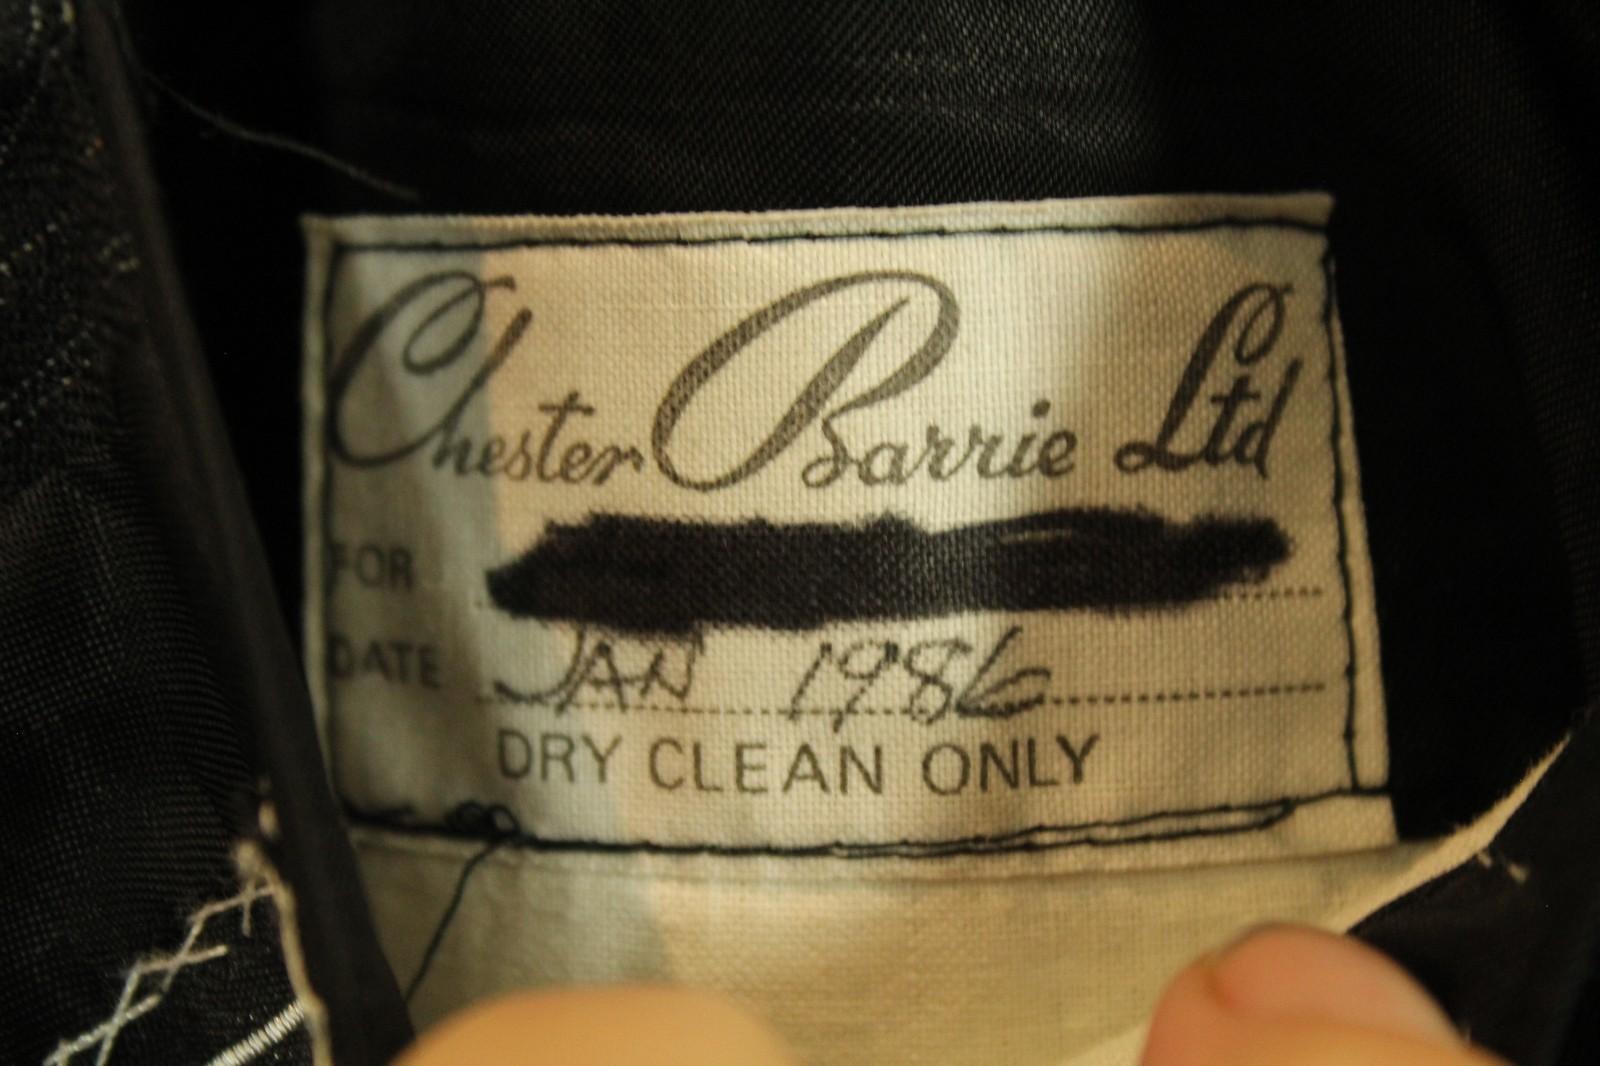 Chester Barrie Ltd
FOR
DATE JAN 1986
DRY CLEAN ONLY